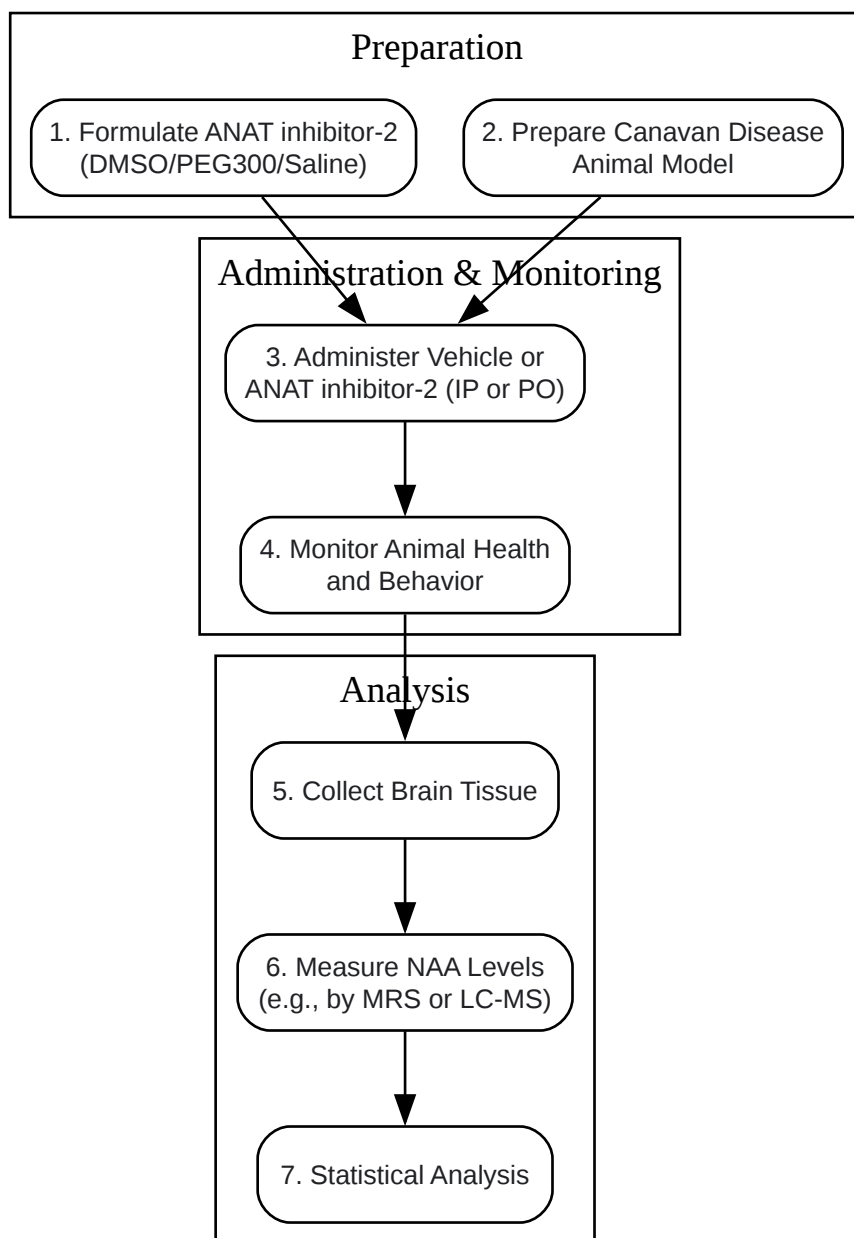 Preparation
1. Formulate ANAT inhibitor-2
(DMSO/PEG300/Saline)
2. Prepare Canavan Disease
Animal Model
Administration & Monitoring
3. Administer Vehicle or
ANAT inhibitor-2 (IP or PO)
4. Monitor Animal Health
and Behavior
Analysis
5. Collect Brain Tissue
6. Measure NAA Levels
(e.g., by MRS or LC-MS)
7. Statistical Analysis